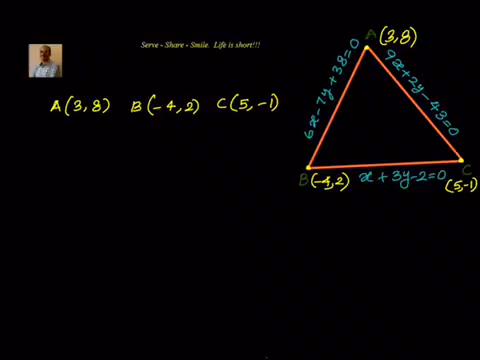 Serve - Share - Smile. Life is short!!!
A (3, 8) B (-4, 2) C (5, -1)
A (3, 8)
6x - 7y + 38 = 0
9x + 2y - 43 = 0
B (-4, 2)
x + 3y - 2 = 0
C
(5, -1)